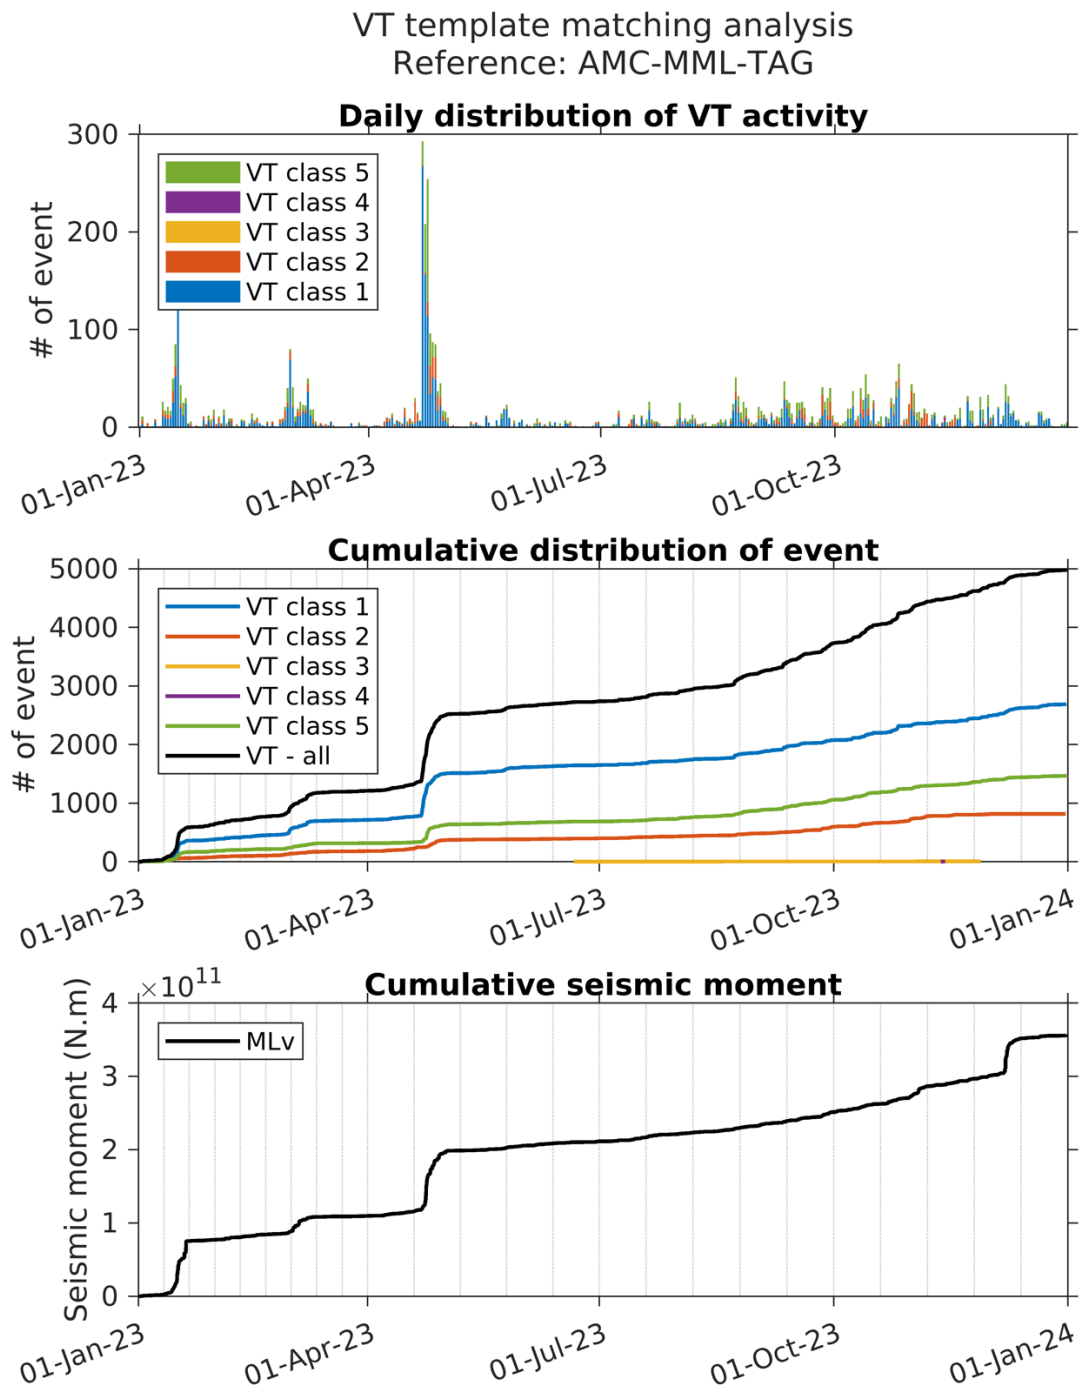 VT template matching analysis
Reference: AMC-MML-TAG
Daily distribution of VT activity
300
200
100
0
# of event
VT class 5
VT class 4
VT class 3
VT class 2
VT class 1
01-Jan-23
01-Apr-23
01-Jul-23
01-Oct-23
Cumulative distribution of event
5000
4000
3000
2000
1000
0
# of event
VT class 1
VT class 2
VT class 3
VT class 4
VT class 5
VT - all
01-Jan-23
01-Apr-23
01-Jul-23
01-Oct-23
01-Jan-24
Cumulative seismic moment
×10¹¹
4
3
2
1
0
Seismic moment (N.m)
MLv
01-Jan-23
01-Apr-23
01-Jul-23
01-Oct-23
01-Jan-24